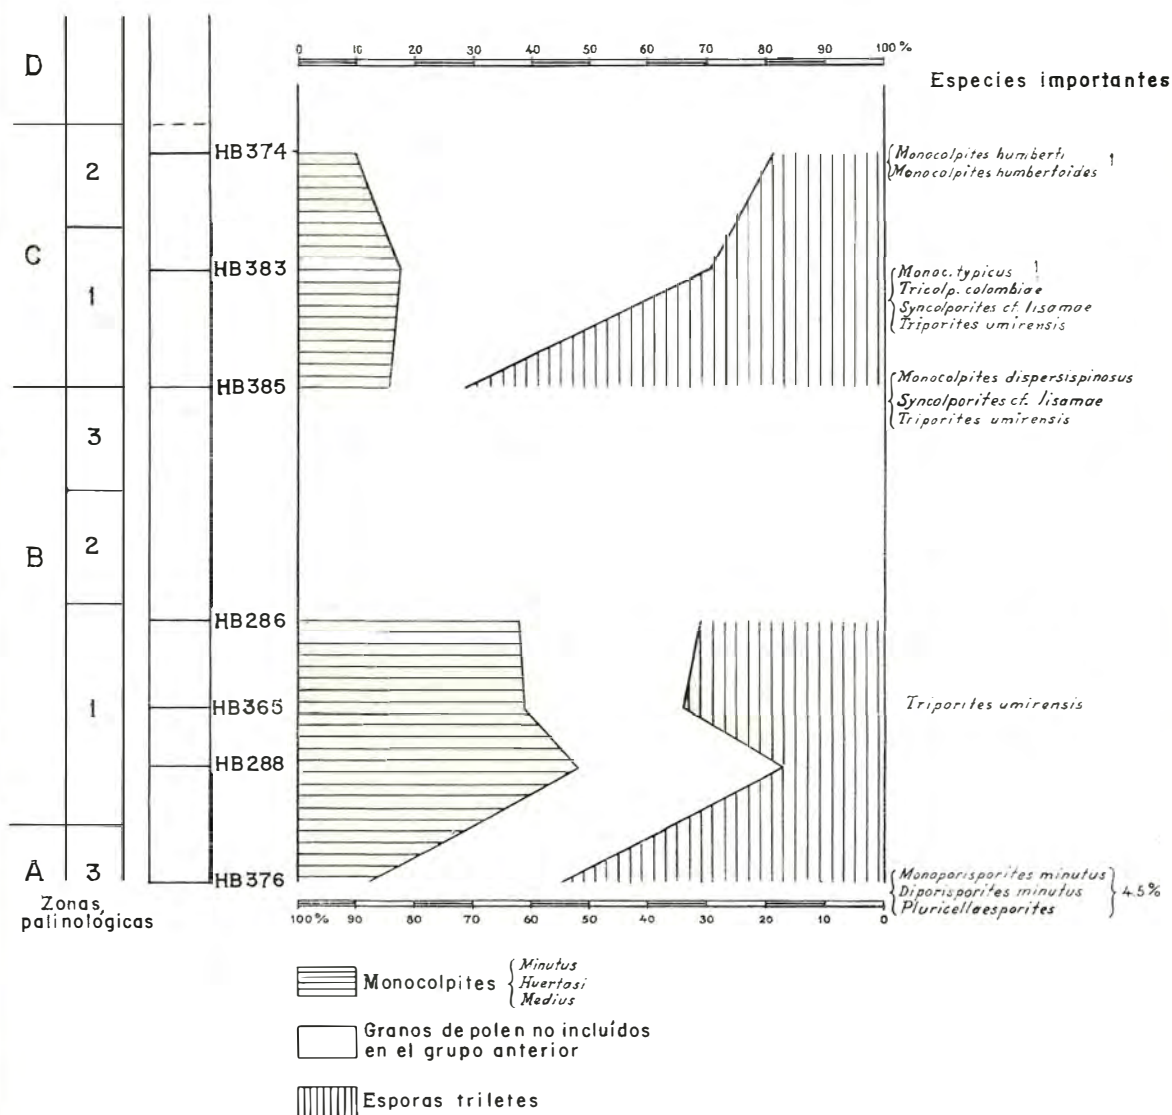 0 10 20 30 40 50 60 70 80 90 100%
Especies importantes
D
HB374
Monocolpites humberti
Monocolpites humbertoides
2
C
HB383
Monoc. typicus
Tricolp. colombiae
Syncolporites cf. lisamae
Triporites umirensis
1
HB385
Monocolpites dispersispinosus
Syncolporites cf. lisamae
Triporites umirensis
3
2
B
HB286
1
HB365
Triporites umirensis
HB288
A
3
HB376
Monoporisporites minutus
Diporisporites minutus
Pluricellaesporites
4.5%
Zonas
palinológicas
100% 90 80 70 60 50 40 30 20 10 0
Monocolpites
Minutus
Huertasi
Medius
Granos de polen no incluídos
en el grupo anterior
Esporas triletes